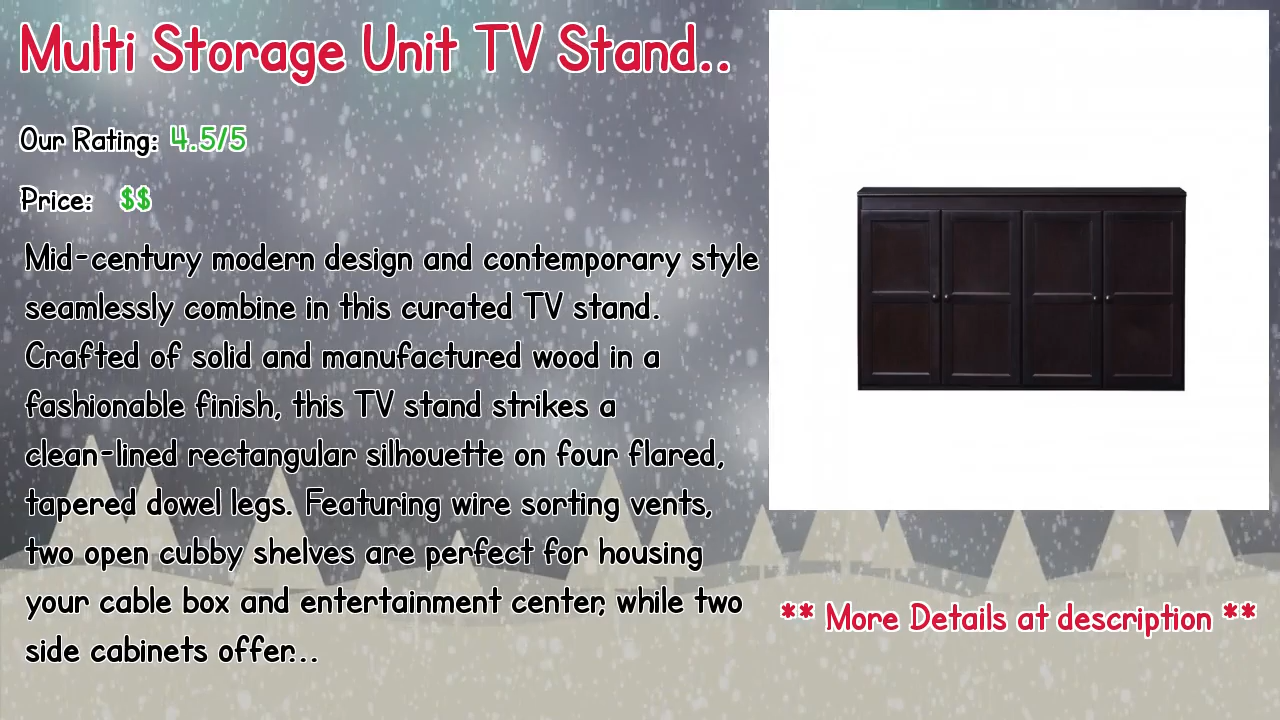 Multi Storage Unit TV Stand..
Our Rating: 4.5/5
Price: $$
Mid-century modern design and contemporary style
seamlessly combine in this curated TV stand.
Crafted of solid and manufactured wood in a
fashionable finish, this TV stand strikes a
clean-lined rectangular silhouette on four flared,
tapered dowel legs. Featuring wire sorting vents,
two open cubby shelves are perfect for housing
your cable box and entertainment center, while two
side cabinets offer...
** More Details at description **